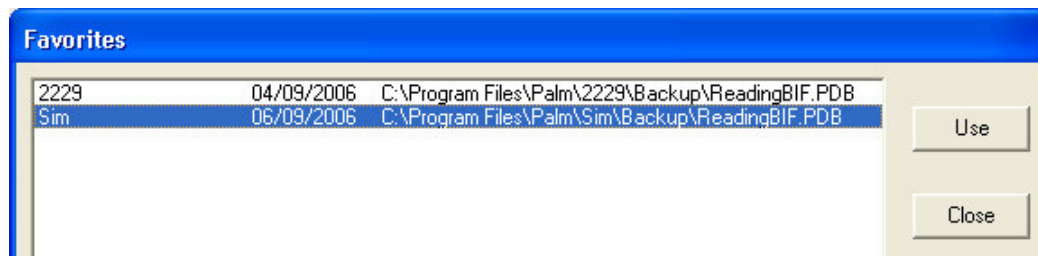 Favorites
2229 04/09/2006 C:\Program Files\Palm\2229\Backup\ReadingBIF.PDB
Sim 06/09/2006 C:\Program Files\Palm\Sim\Backup\ReadingBIF.PDB
Use
Close